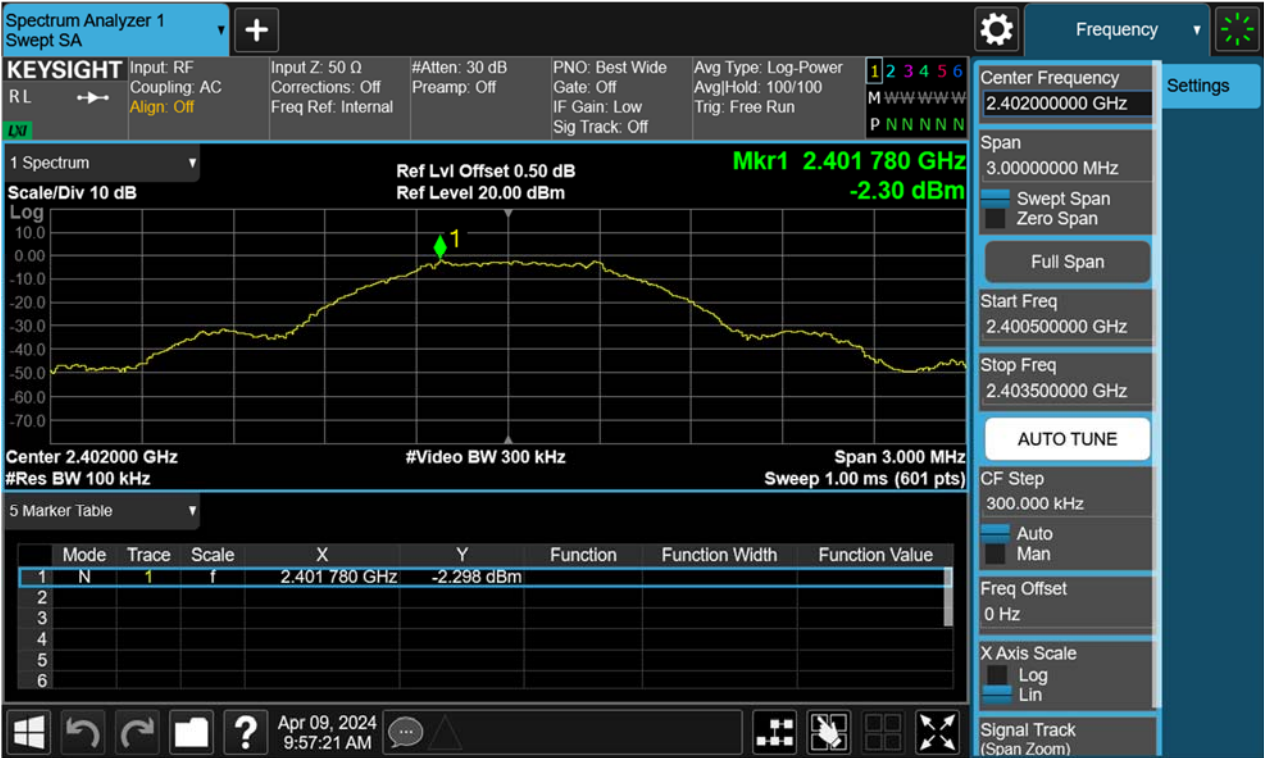 Spectrum Analyzer 1
Swept SA
+
Frequency
KEYSIGHT
R L
LXI
Input: RF
Coupling: AC
Align: Off
Input Z: 50 Ω
Corrections: Off
Freq Ref: Internal
#Atten: 30 dB
Preamp: Off
PNO: Best Wide
Gate: Off
IF Gain: Low
Sig Track: Off
Avg Type: Log-Power
Avg|Hold: 100/100
Trig: Free Run
1 2 3 4 5 6
M W W W W W
P N N N N N
Center Frequency
2.402000000 GHz
Settings
Span
3.00000000 MHz
Swept Span
Zero Span
Full Span
Start Freq
2.400500000 GHz
Stop Freq
2.403500000 GHz
AUTO TUNE
CF Step
300.000 kHz
Auto
Man
Freq Offset
0 Hz
X Axis Scale
Log
Lin
Signal Track
(Span Zoom)
1 Spectrum
Scale/Div 10 dB
Ref Lvl Offset 0.50 dB
Ref Level 20.00 dBm
Mkr1 2.401 780 GHz
-2.30 dBm
Log
10.0
0.00
-10.0
-20.0
-30.0
-40.0
-50.0
-60.0
-70.0
1
Center 2.402000 GHz
#Video BW 300 kHz
Span 3.000 MHz
#Res BW 100 kHz
Sweep 1.00 ms (601 pts)
5 Marker Table
Mode Trace Scale X Y Function Function Width Function Value
1 N 1 f 2.401 780 GHz -2.298 dBm
2
3
4
5
6
?
Apr 09, 2024
9:57:21 AM